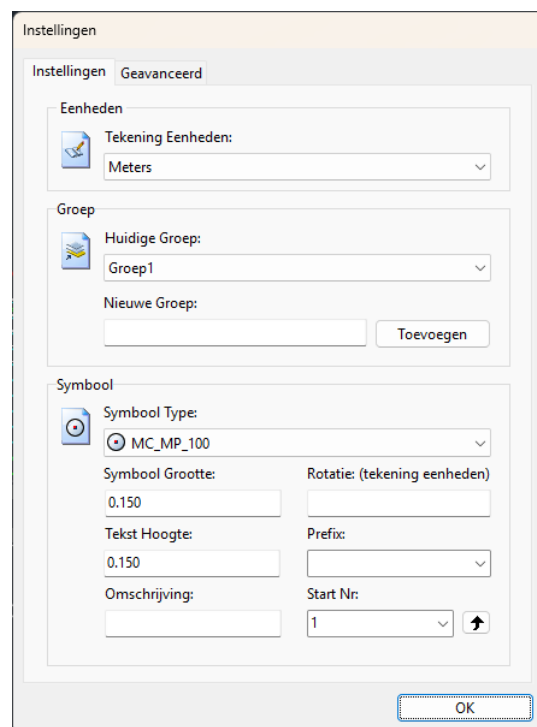 Instellingen
Instellingen Geavanceerd
Eenheden
Tekening Eenheden:
Meters
Groep
Huidige Groep:
Groep1
Nieuwe Groep:
Toevoegen
Symbool
Symbool Type:
MC_MP_100
Symbool Grootte: Rotatie: (tekening eenheden)
0.150
Tekst Hoogte: Prefix:
0.150
Omschrijving: Start Nr:
1
OK